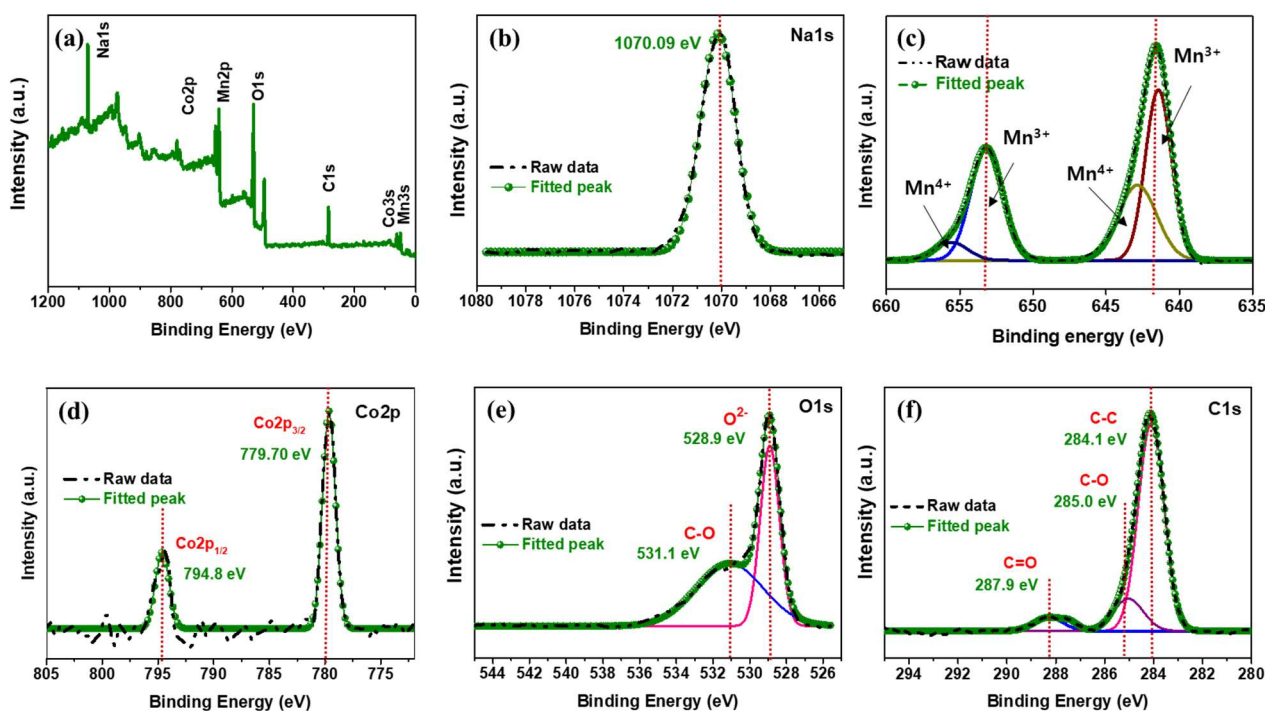 (a)
Na1s
Co2p
Mn2p
O1s
C1s
Co3s
Mn3s
Intensity (a.u.)
1200 1000 800 600 400 200 0
Binding Energy (eV)
(b)
1070.09 eV
Na1s
Raw data
Fitted peak
Intensity (a.u.)
1080 1076 1074 1072 1070 1068 1066
Binding Energy (eV)
(c)
Raw data
Fitted peak
Mn3+
Mn3+
Mn4+
Mn4+
Intensity (a.u.)
660 655 650 645 640 635
Binding energy (eV)
(d)
Co2p
Co2p3/2
779.70 eV
Raw data
Fitted peak
Co2p1/2
794.8 eV
Intensity (a.u.)
805 800 795 790 785 780 775
Binding Energy (eV)
(e)
O1s
O2-
528.9 eV
Raw data
Fitted peak
C-O
531.1 eV
Intensity (a.u.)
544 542 540 538 536 534 532 530 528 526
Binding Energy (eV)
(f)
C1s
C-C
284.1 eV
C-O
285.0 eV
Raw data
Fitted peak
C=O
287.9 eV
Intensity (a.u.)
294 292 290 288 286 284 282 280
Binding Energy (eV)